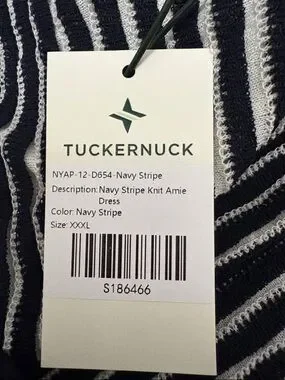 TUCKERNUCK
NYAP-12-D654-Navy Stripe
Description: Navy Stripe Knit Amie
Dress
Color: Navy Stripe
Size: XXXL
S186466